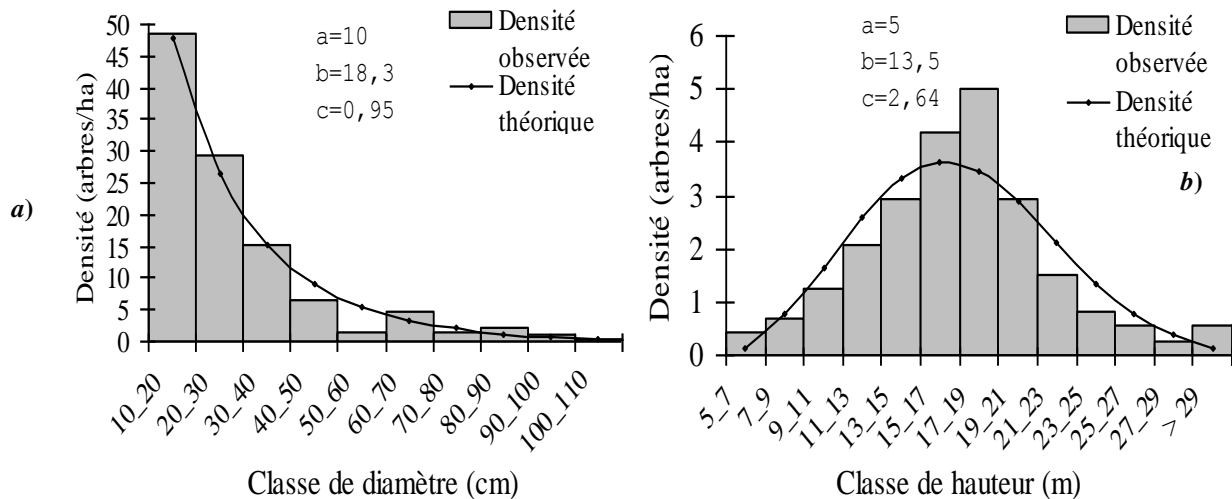 a)
Densité (arbres/ha)
50
45
40
35
30
25
20
15
10
5
0
a=10
b=18,3
c=0,95
Densité
observée
Densité
théorique
10_20
20_30
30_40
40_50
50_60
60_70
70_80
80_90
90_100
100_110
Classe de diamètre (cm)
b)
Densité (arbres/ha)
6
5
4
3
2
1
0
a=5
b=13,5
c=2,64
Densité
observée
Densité
théorique
5_7
7_9
9_11
11_13
13_15
15_17
17_19
19_21
21_23
23_25
25_27
27_29
> 29
Classe de hauteur (m)